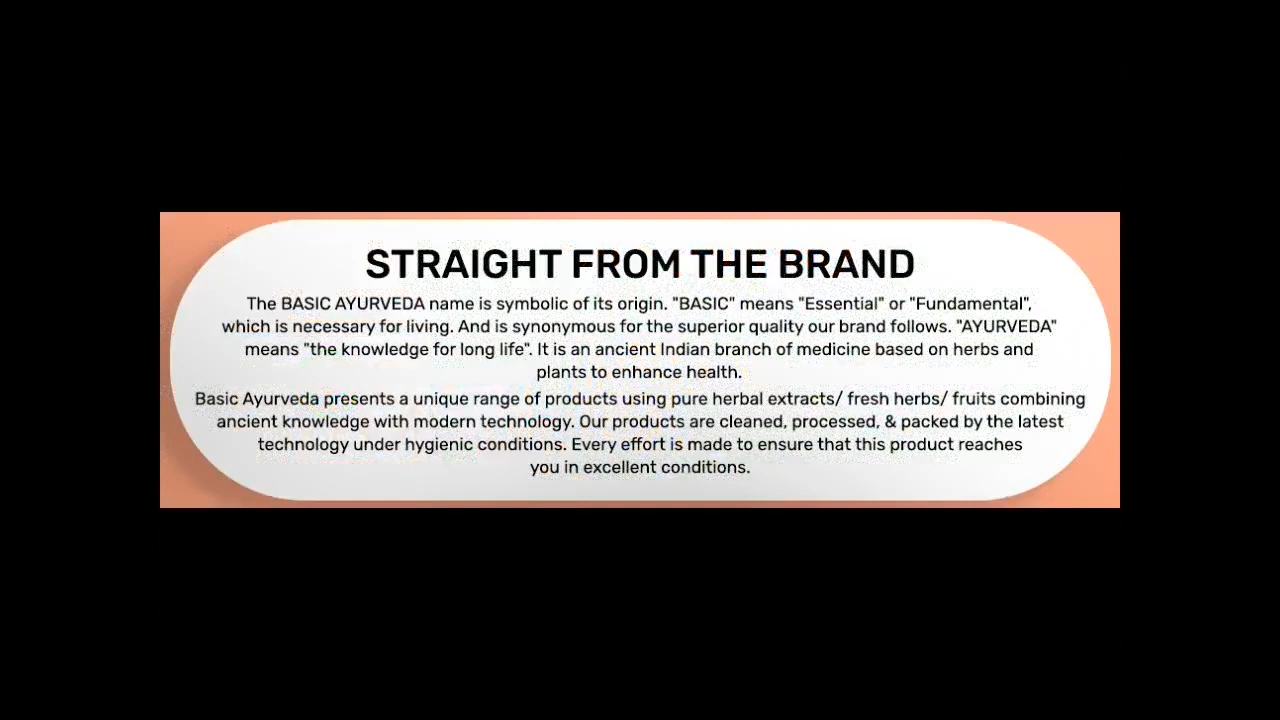 STRAIGHT FROM THE BRAND
The BASIC AYURVEDA name is symbolic of its origin. "BASIC" means "Essential" or "Fundamental",
which is necessary for living. And is synonymous for the superior quality our brand follows. "AYURVEDA"
means "the knowledge for long life". It is an ancient Indian branch of medicine based on herbs and
plants to enhance health.
Basic Ayurveda presents a unique range of products using pure herbal extracts/ fresh herbs/ fruits combining
ancient knowledge with modern technology. Our products are cleaned, processed, & packed by the latest
technology under hygienic conditions. Every effort is made to ensure that this product reaches
you in excellent conditions.